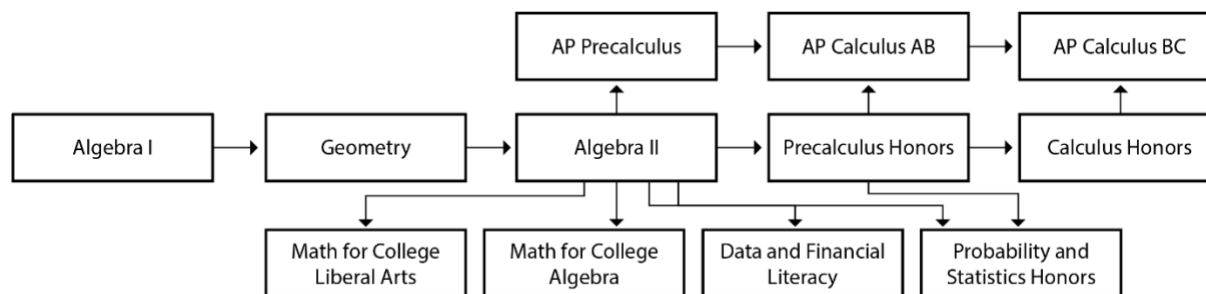 AP Precalculus
AP Calculus AB
AP Calculus BC
Algebra I
Geometry
Algebra II
Precalculus Honors
Calculus Honors
Math for College
Liberal Arts
Math for College
Algebra
Data and Financial
Literacy
Probability and
Statistics Honors